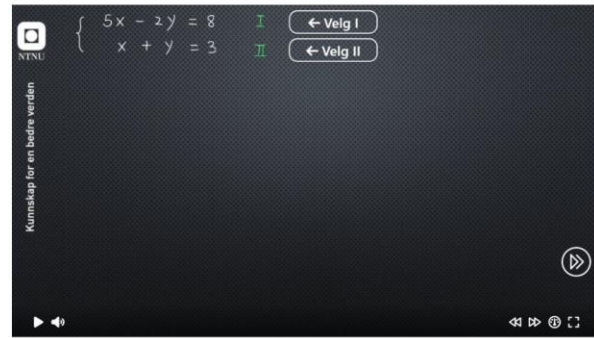 5x - 2y = 8 I ← Velg I
x + y = 3 II ← Velg II
NTNU
Kunnskap for en bedre verden